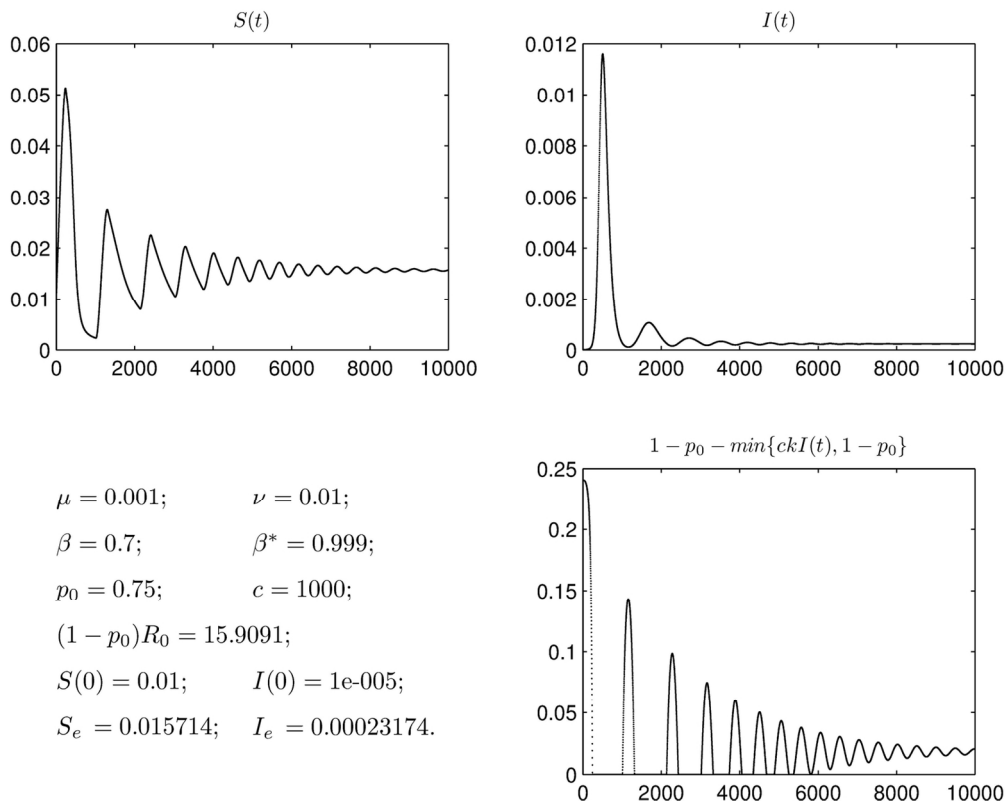 S(t)
0.06
0.05
0.04
0.03
0.02
0.01
0
0 2000 4000 6000 8000 10000
I(t)
0.012
0.01
0.008
0.006
0.004
0.002
0
0 2000 4000 6000 8000 10000
μ = 0.001; ν = 0.01;
β = 0.7; β* = 0.999;
p₀ = 0.75; c = 1000;
(1 − p₀)R₀ = 15.9091;
S(0) = 0.01; I(0) = 1e-005;
Sₑ = 0.015714; Iₑ = 0.00023174.
1 − p₀ − min{ckI(t), 1 − p₀}
0.25
0.2
0.15
0.1
0.05
0
0 2000 4000 6000 8000 10000